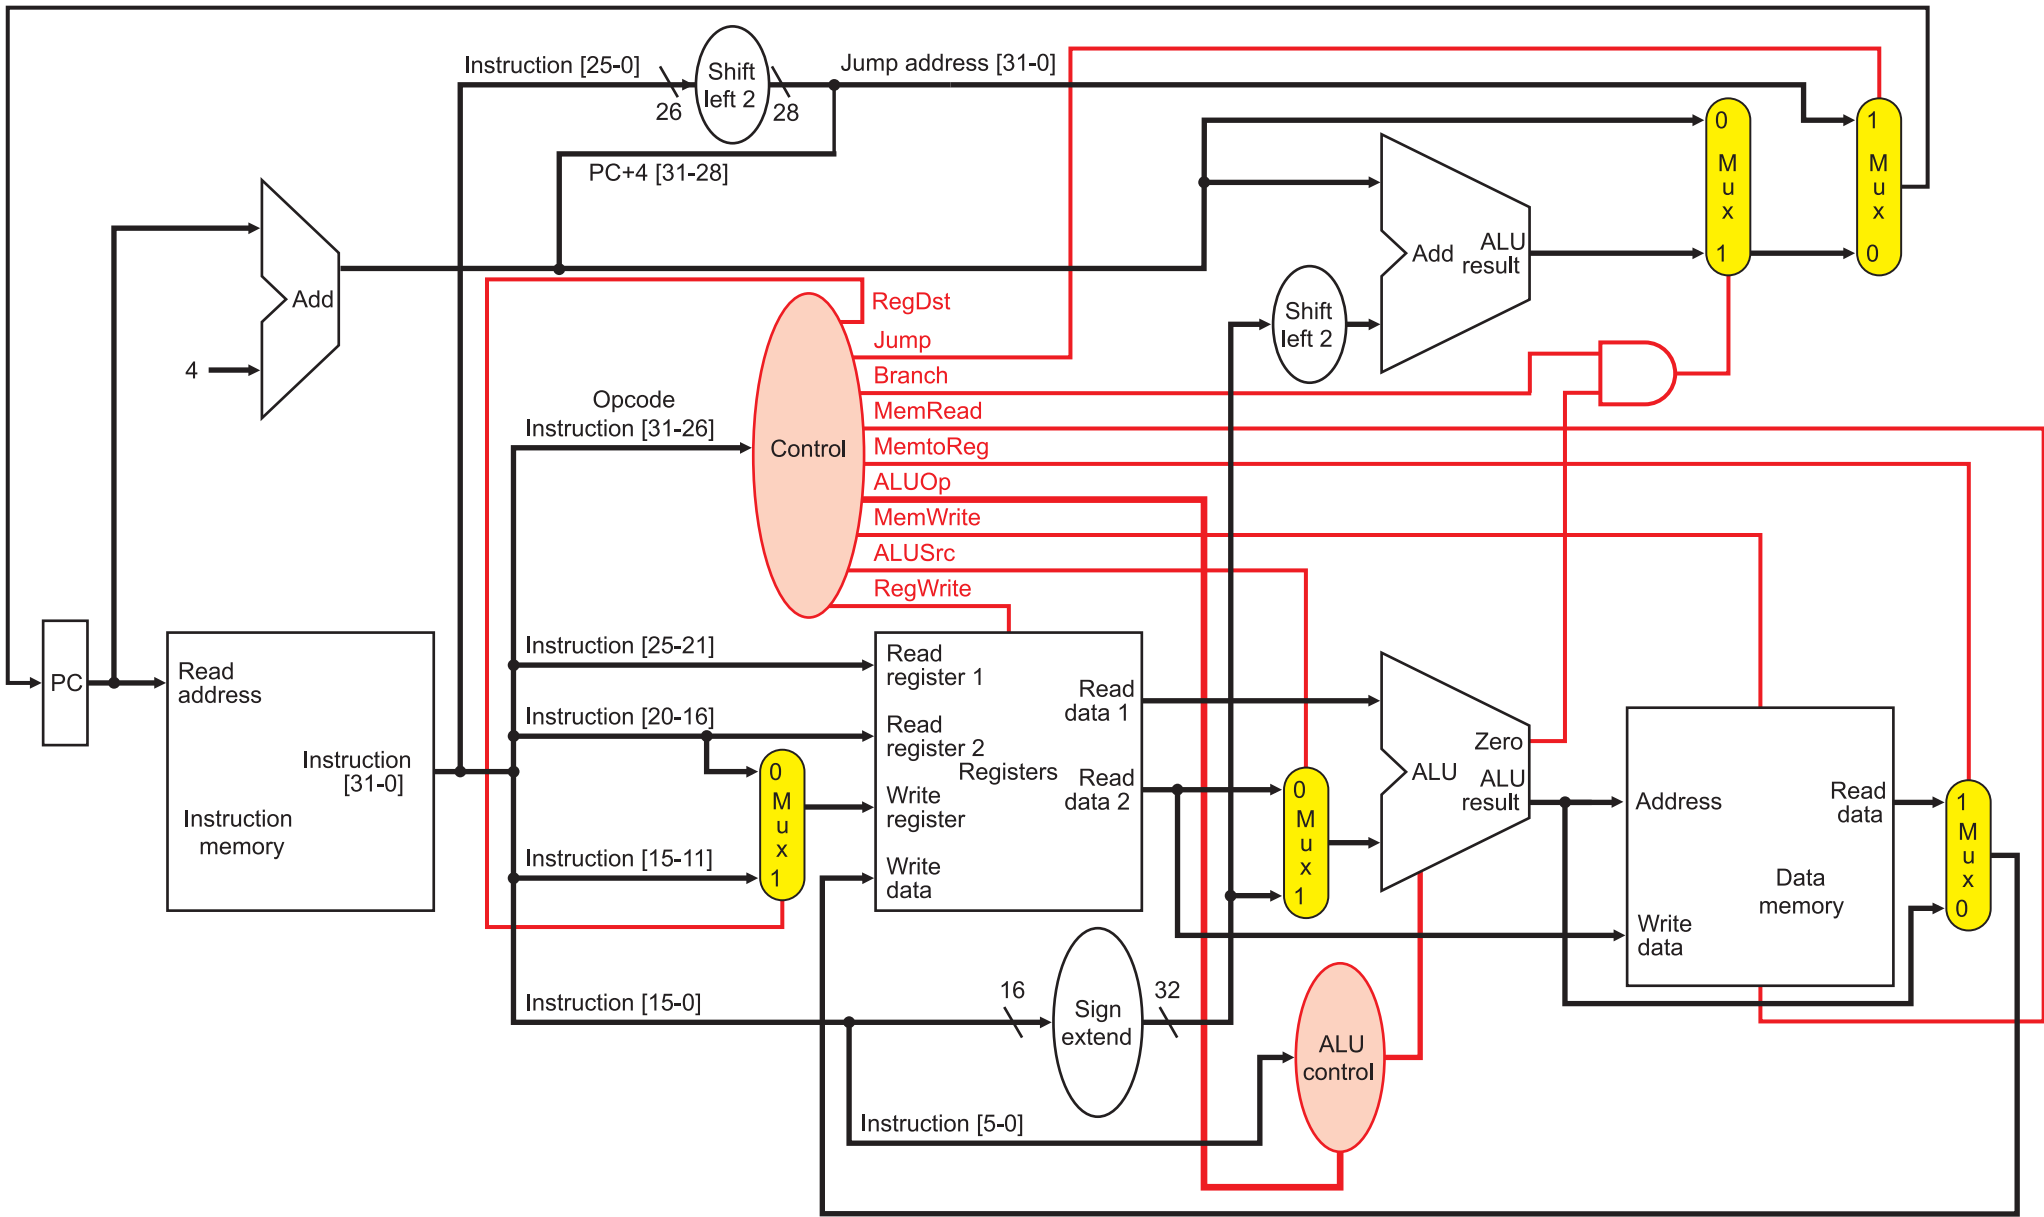 Instruction [25-0]
26
Shift
left 2
28
Jump address [31-0]
PC+4 [31-28]
Add
4
0
M
u
x
1
1
M
u
x
0
Add
ALU
result
Shift
left 2
RegDst
Jump
Branch
MemRead
MemtoReg
ALUOp
MemWrite
ALUSrc
RegWrite
Opcode
Instruction [31-26]
Control
PC
Read
address
Instruction
[31-0]
Instruction
memory
Instruction [25-21]
Instruction [20-16]
Instruction [15-11]
0
M
u
x
1
Read
register 1
Read
register 2
Registers
Write
register
Write
data
Read
data 1
Read
data 2
0
M
u
x
1
Zero
ALU
ALU
result
Address
Read
data
Data
memory
Write
data
1
M
u
x
0
Instruction [15-0]
16
Sign
extend
32
ALU
control
Instruction [5-0]